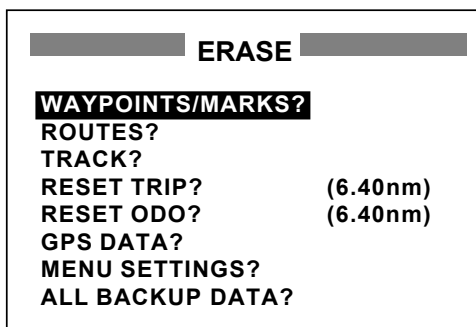 ERASE
WAYPOINTS/MARKS?
ROUTES?
TRACK?
RESET TRIP? (6.40nm)
RESET ODO? (6.40nm)
GPS DATA?
MENU SETTINGS?
ALL BACKUP DATA?